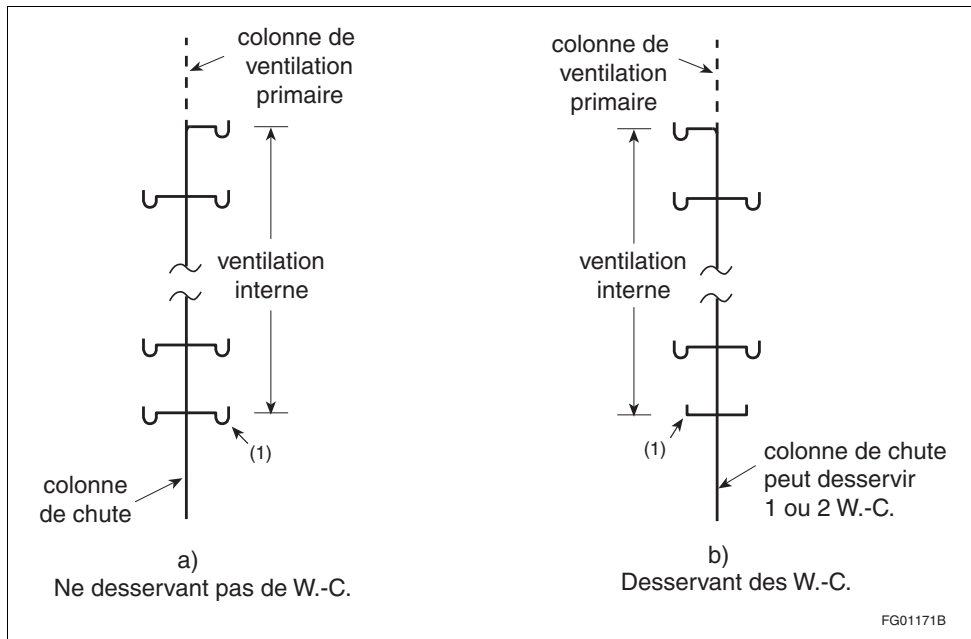 colonne de
ventilation
primaire
ventilation
interne
(1)
colonne
de chute
a)
Ne desservant pas de W.-C.
colonne de
ventilation
primaire
ventilation
interne
(1)
colonne de chute
peut desservir
1 ou 2 W.-C.
b)
Desservant des W.-C.
FG01171B